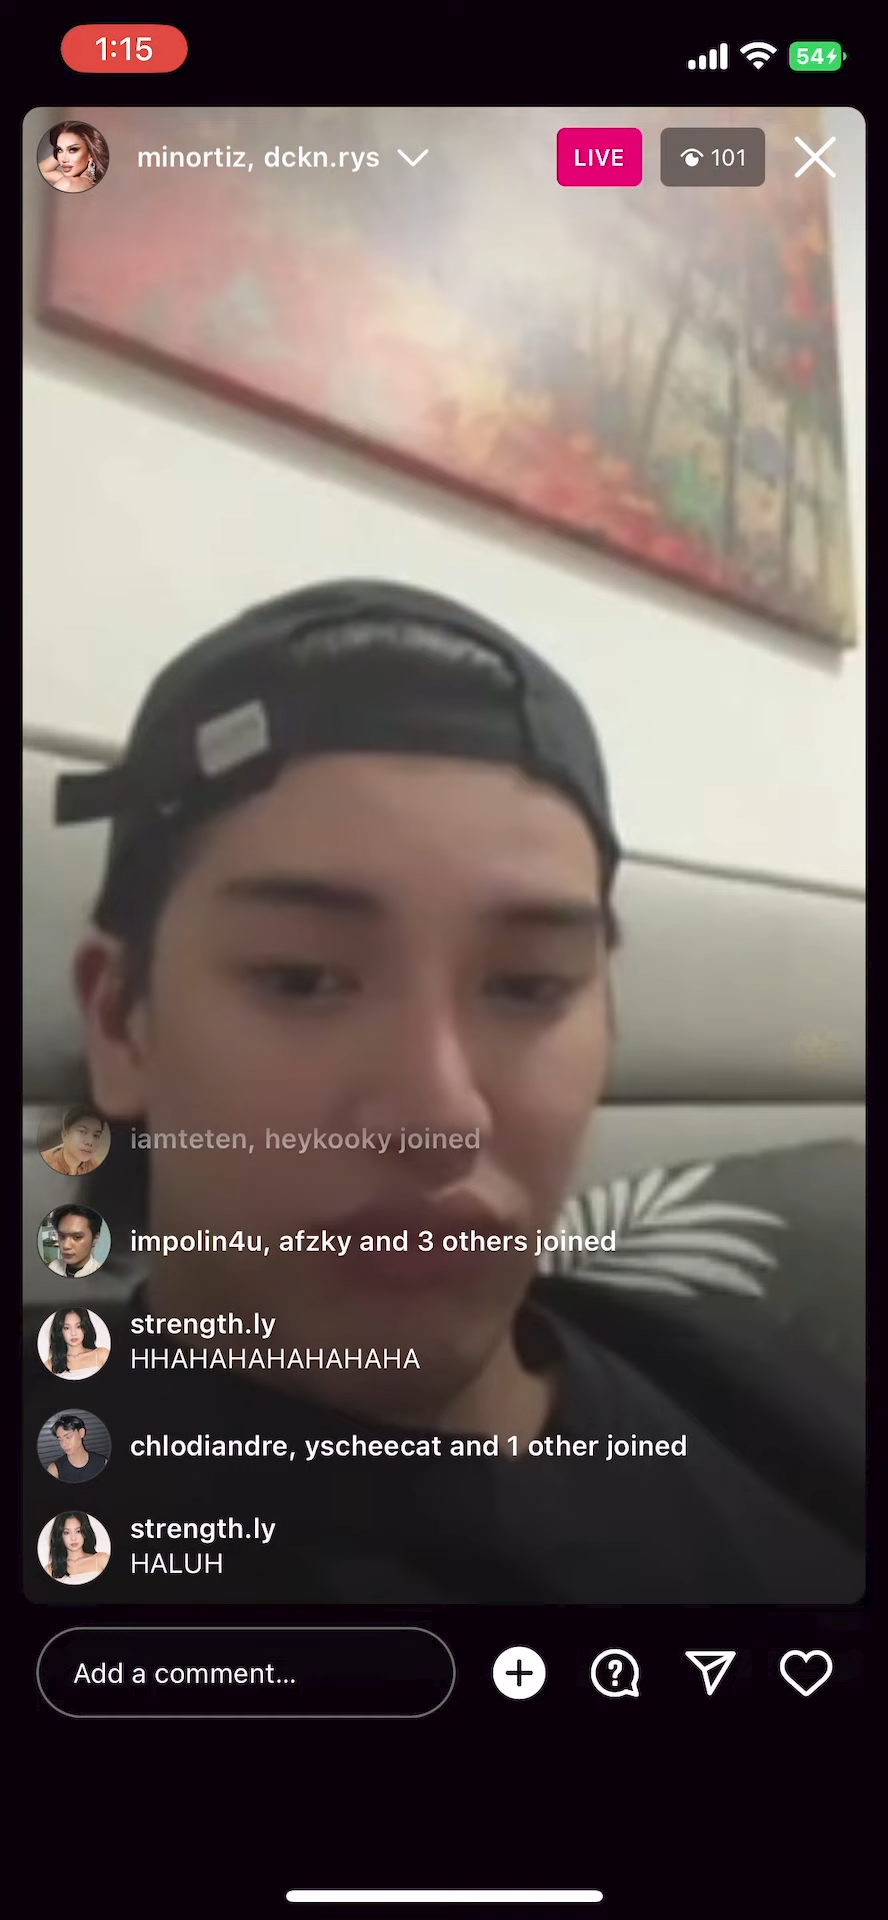 1:15
54
minortiz, dckn.rys
LIVE
101
iamteten, heykooky joined
impolin4u, afzky and 3 others joined
strength.ly
HHAHAHAHAHAHAHA
chlodiandre, yscheecat and 1 other joined
strength.ly
HALUH
Add a comment...